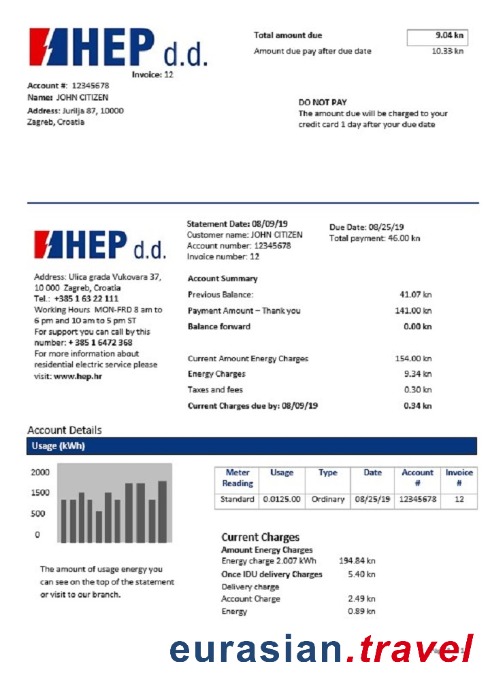 HEP d.d.
Invoice: 12
Total amount due 9.04 kn
Amount due pay after due date 10.33 kn
Account #: 12345678
Name: JOHN CITIZEN
Address: Jurilja 87, 10000
Zagreb, Croatia
DO NOT PAY
The amount due will be charged to your
credit card 1 day after your due date
HEP d.d.
Address: Ulica grada Vukovara 37,
10 000 Zagreb, Croatia
Tel.: +385 1 63 22 111
Working Hours MON-FRD 8 am to
6 pm and 10 am to 5 pm ST
For support you can call by this
number: + 385 1 6472 368
For more information about
residential electric service please
visit: www.hep.hr
Statement Date: 08/09/19
Customer name: JOHN CITIZEN
Account number: 12345678
Invoice number: 12
Due Date: 08/25/19
Total payment: 46.00 kn
Account Summary
Previous Balance: 41.07 kn
Payment Amount – Thank you 141.00 kn
Balance forward 0.00 kn
Current Amount Energy Charges 154.00 kn
Energy Charges 9.34 kn
Taxes and fees 0.30 kn
Current Charges due by: 08/09/19 0.94 kn
Account Details
Usage (kWh)
2000
1500
500
0
The amount of usage energy you
can see on the top of the statement
or visit to our branch.
Meter Reading Usage Type Date Account # Invoice #
Standard 0.0125.00 Ordinary 08/25/19 12345678 12
Current Charges
Amount Energy Charges
Energy charge 2.007 kWh 194.84 kn
Once IDU delivery Charges 5.40 kn
Delivery charge
Account Charge 2.49 kn
Energy 0.89 kn
eurasian.travel